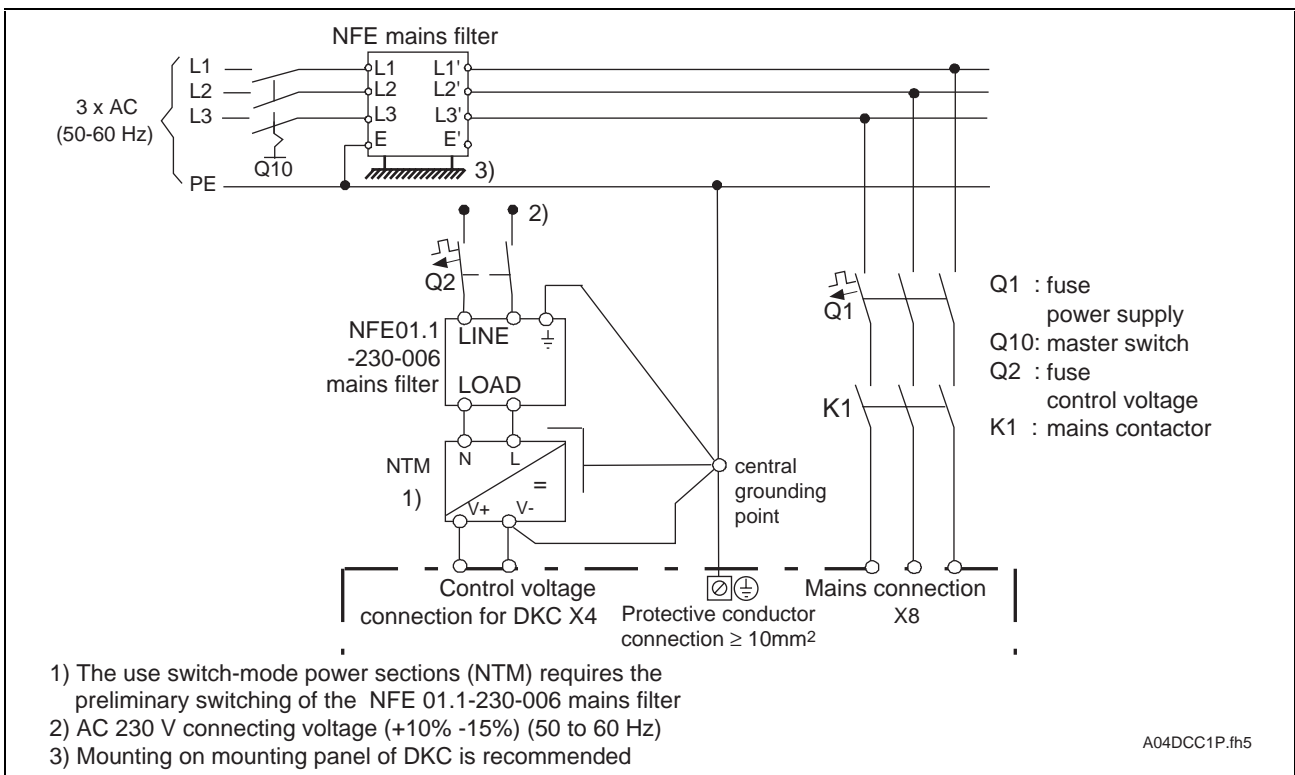 NFE mains filter
L1
L2
L3
3 x AC
(50-60 Hz)
PE
Q10
L1 L1'
L2 L2'
L3 L3'
E E'
3)
2)
Q2
NFE01.1
-230-006
mains filter
LINE
LOAD
NTM
1)
N L
=
V+ V-
central
grounding
point
Q1
K1
Q1 : fuse
power supply
Q10: master switch
Q2 : fuse
control voltage
K1 : mains contactor
Control voltage
connection for DKC X4
Protective conductor
connection ≥ 10mm²
Mains connection
X8
1) The use switch-mode power sections (NTM) requires the
preliminary switching of the NFE 01.1-230-006 mains filter
2) AC 230 V connecting voltage (+10% -15%) (50 to 60 Hz)
3) Mounting on mounting panel of DKC is recommended
A04DCC1P.fh5